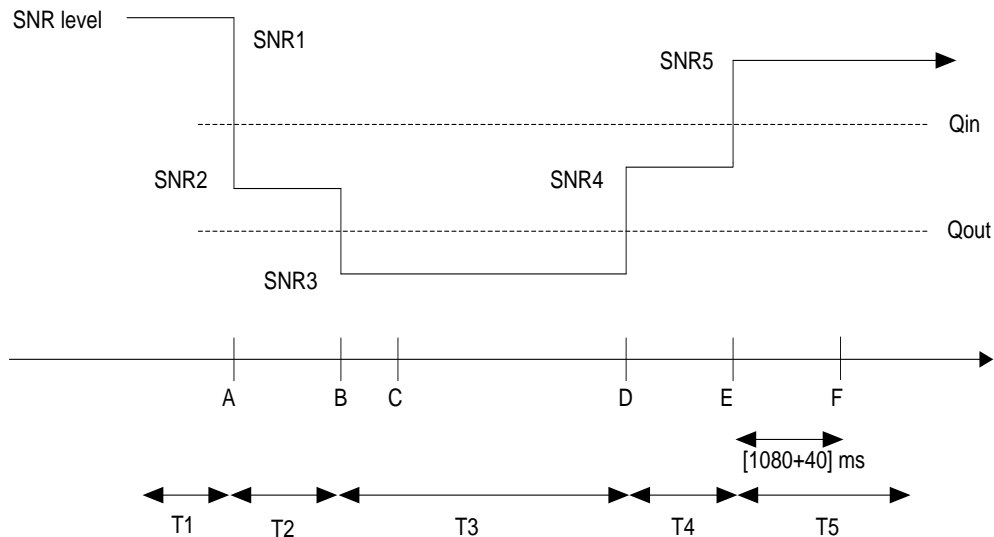 SNR level
SNR1
SNR5
Qin
SNR2
SNR4
Qout
SNR3
A
B
C
D
E
F
[1080+40] ms
T1
T2
T3
T4
T5